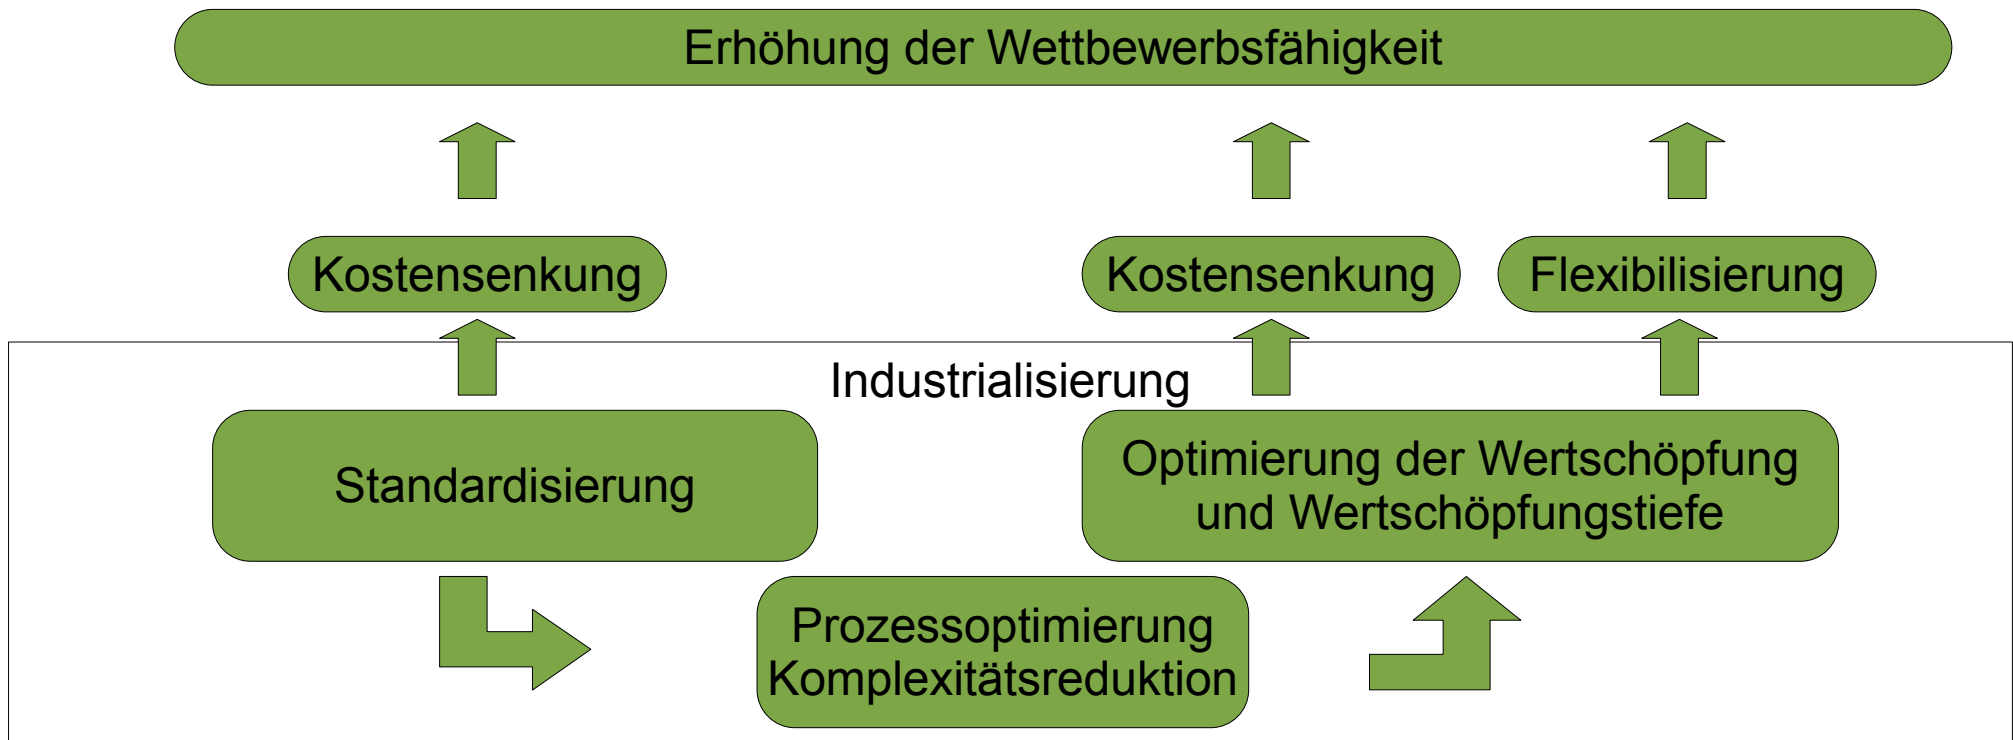 Erhöhung der Wettbewerbsfähigkeit
Kostensenkung
Kostensenkung
Flexibilisierung
Industrialisierung
Standardisierung
Optimierung der Wertschöpfung
und Wertschöpfungstiefe
Prozessoptimierung
Komplexitätsreduktion